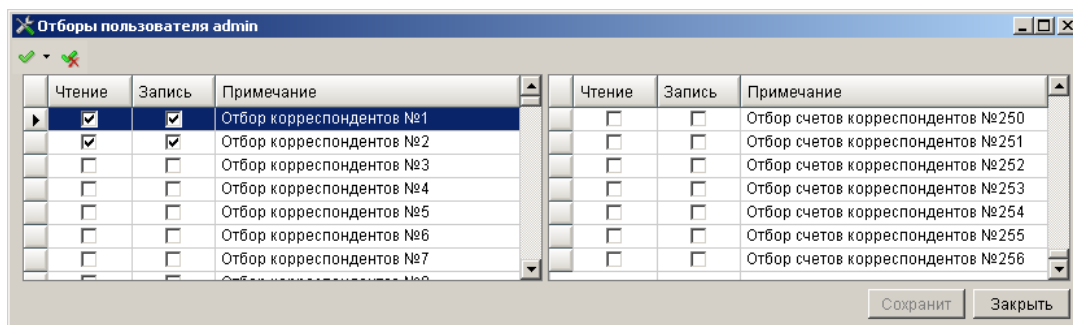 Отборы пользователя admin
Чтение Запись Примечание Чтение Запись Примечание
Отбор корреспондентов №1 Отбор счетов корреспондентов №250
Отбор корреспондентов №2 Отбор счетов корреспондентов №251
Отбор корреспондентов №3 Отбор счетов корреспондентов №252
Отбор корреспондентов №4 Отбор счетов корреспондентов №253
Отбор корреспондентов №5 Отбор счетов корреспондентов №254
Отбор корреспондентов №6 Отбор счетов корреспондентов №255
Отбор корреспондентов №7 Отбор счетов корреспондентов №256
Сохранит Закрыть